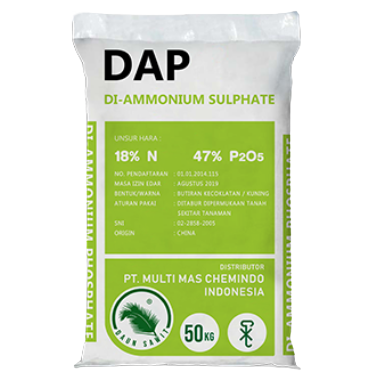 DAP
DI-AMMONIUM SULPHATE
UNSUR HARA :
18% N 47% P2O5
NO. PENDAFTARAN : 01.01.2014.115
MASA IZIN EDAR : AGUSTUS 2019
BENTUK/WARNA : BUTIRAN KECOKLATAN / KUNING
ATURAN PAKAI : DITABUR DIPERMUKAAN TANAH
SEKITAR TANAMAN
SNI : 02-2858-2005
ORIGIN : CHINA
DISTRIBUTOR
PT. MULTI MAS CHEMINDO
INDONESIA
DAUN SAWIT
50KG
DI-AMMONIUM PHOSPHATE
DI-AMMONIUM PHOSPHATE